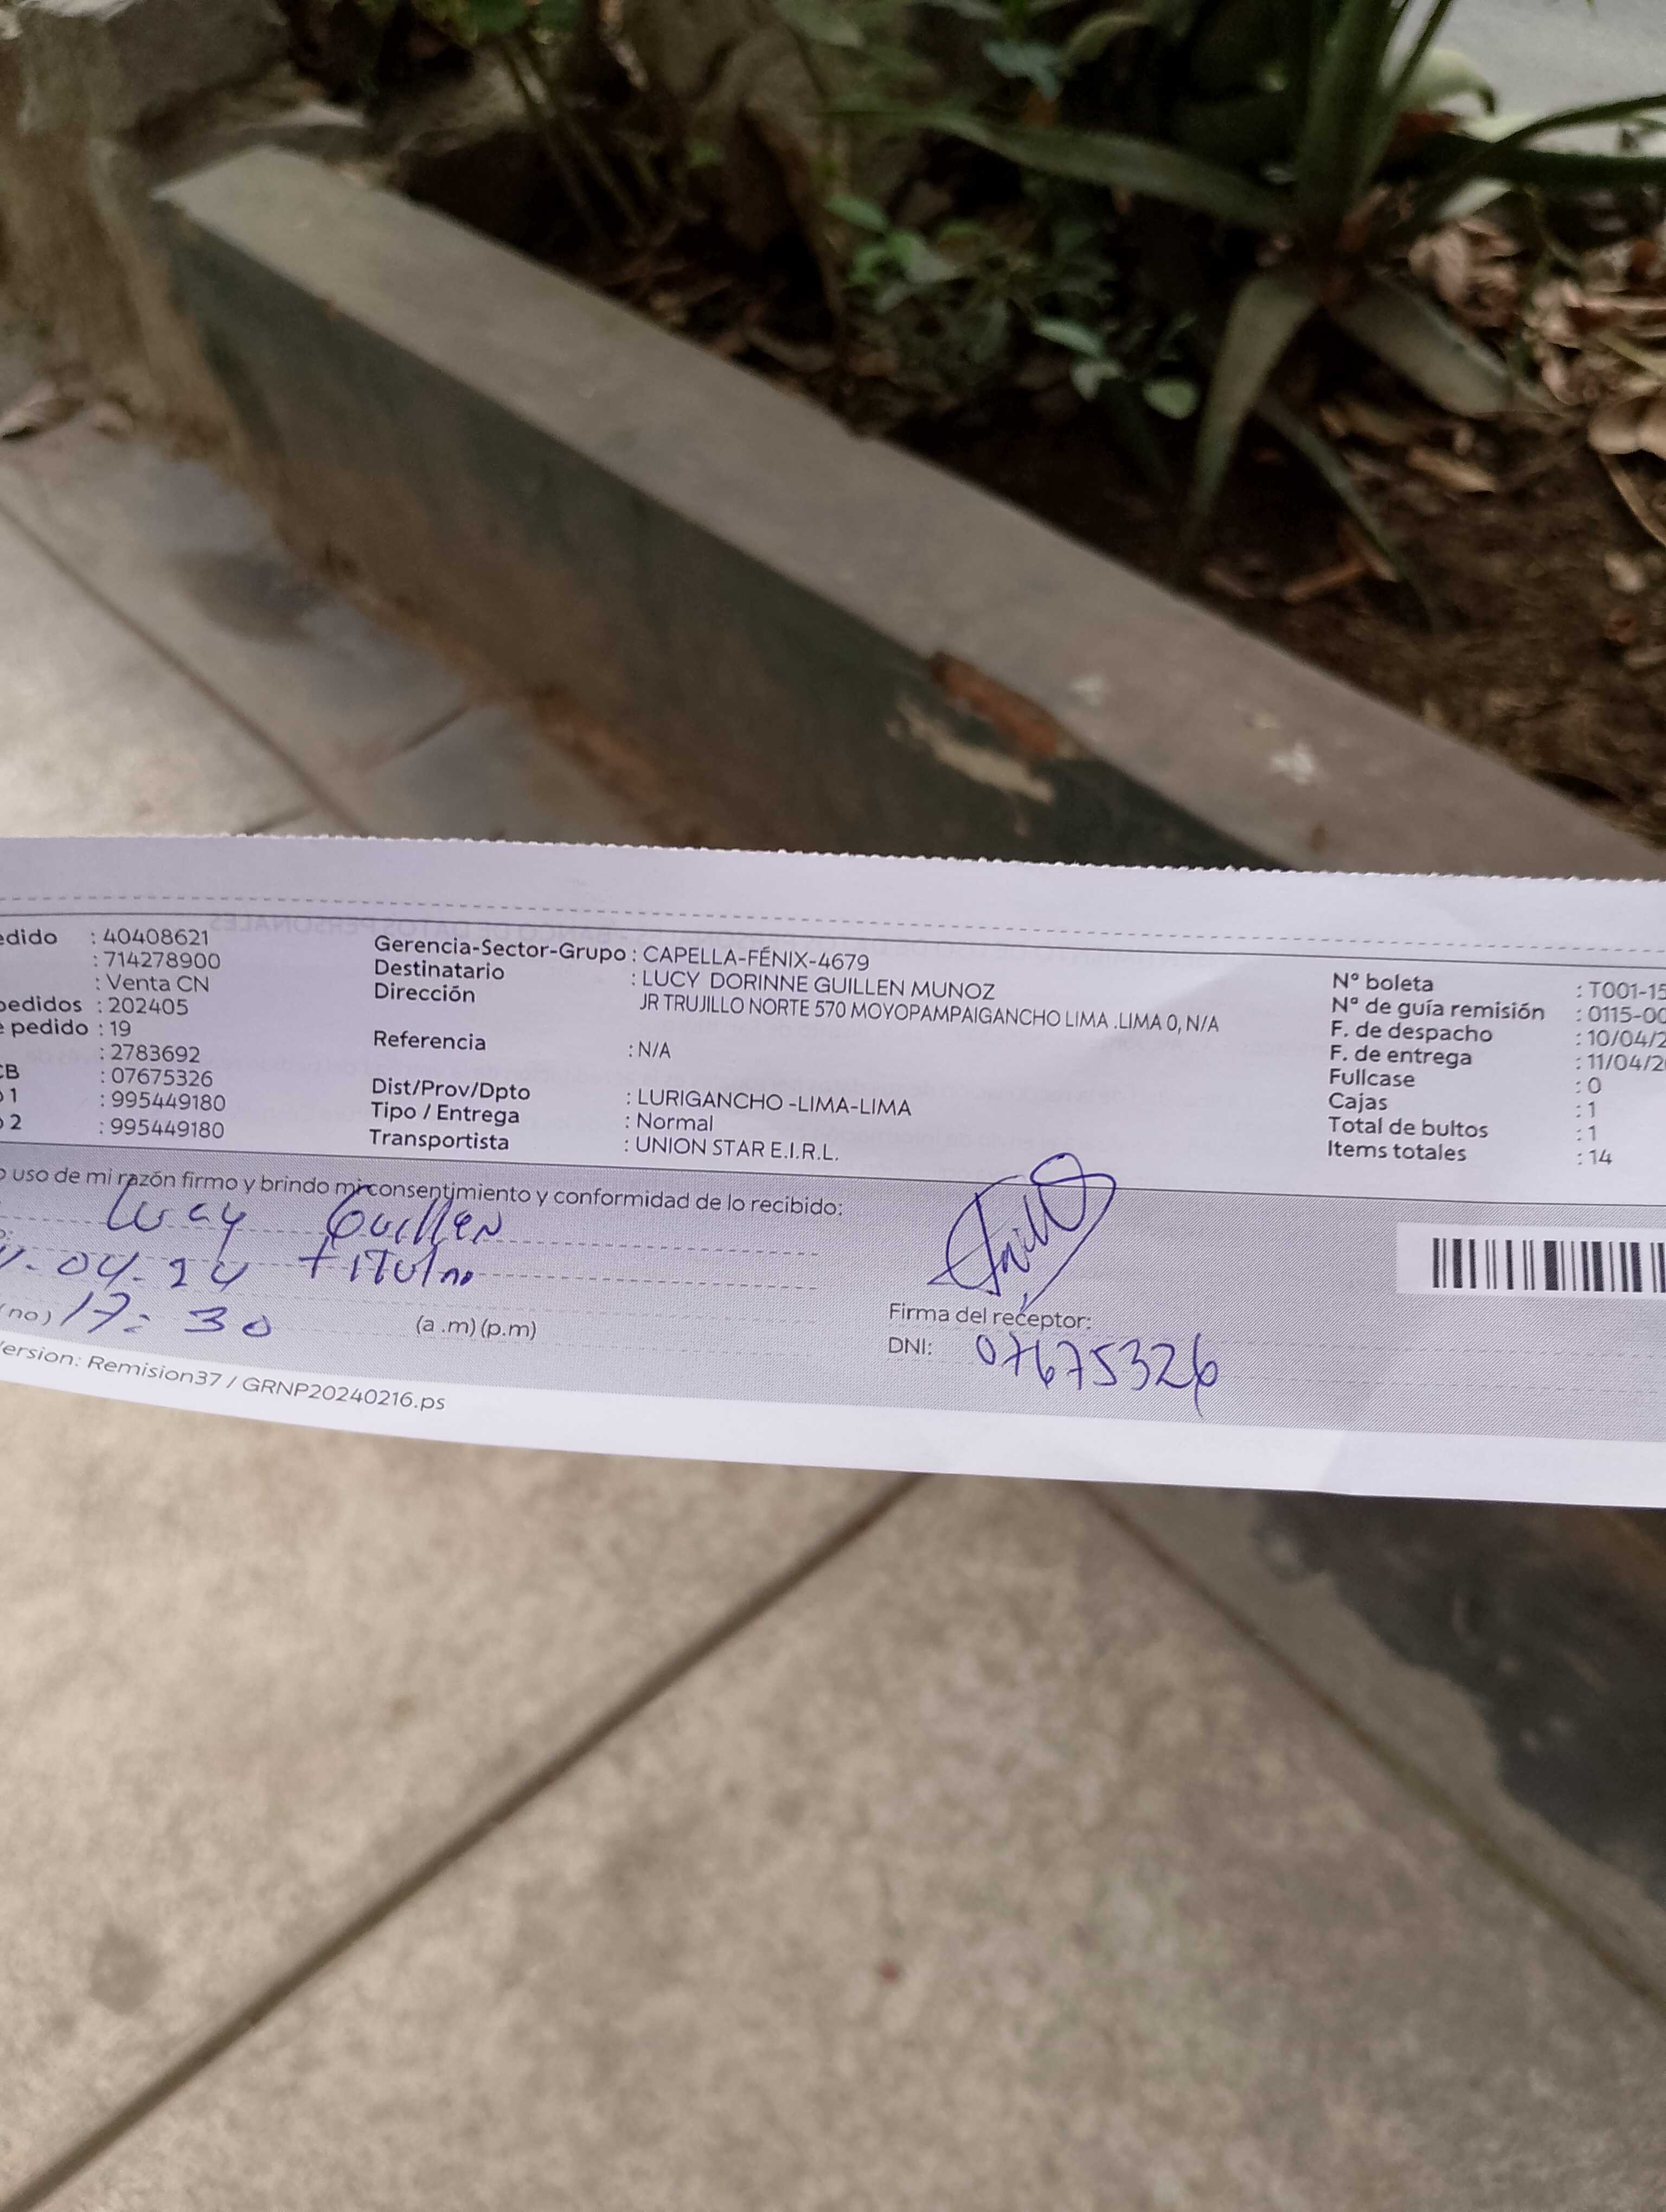 edido : 40408621
: 714278900
: Venta CN
pedidos : 202405
e pedido : 19
: 2783692
CB : 07675326
o 1 : 995449180
o 2 : 995449180
Gerencia-Sector-Grupo : CAPELLA-FÉNIX-4679
Destinatario : LUCY DORINNE GUILLEN MUNOZ
Dirección JR TRUJILLO NORTE 570 MOYOPAMPAIGANCHO LIMA .LIMA 0, N/A
Referencia : N/A
Dist/Prov/Dpto : LURIGANCHO -LIMA-LIMA
Tipo / Entrega : Normal
Transportista : UNION STAR E.I.R.L.
N° boleta : T001-15
N° de guía remisión : 0115-00
F. de despacho : 10/04/2
F. de entrega : 11/04/20
Fullcase : 0
Cajas : 1
Total de bultos : 1
Items totales : 14
o uso de mi razón firmo y brindo mi consentimiento y conformidad de lo recibido:
Lucy Guillen
.04.24
no) 17:30 (a .m) (p.m)
Firma del receptor:
DNI: 07675326
ersion: Remision37 / GRNP20240216.ps